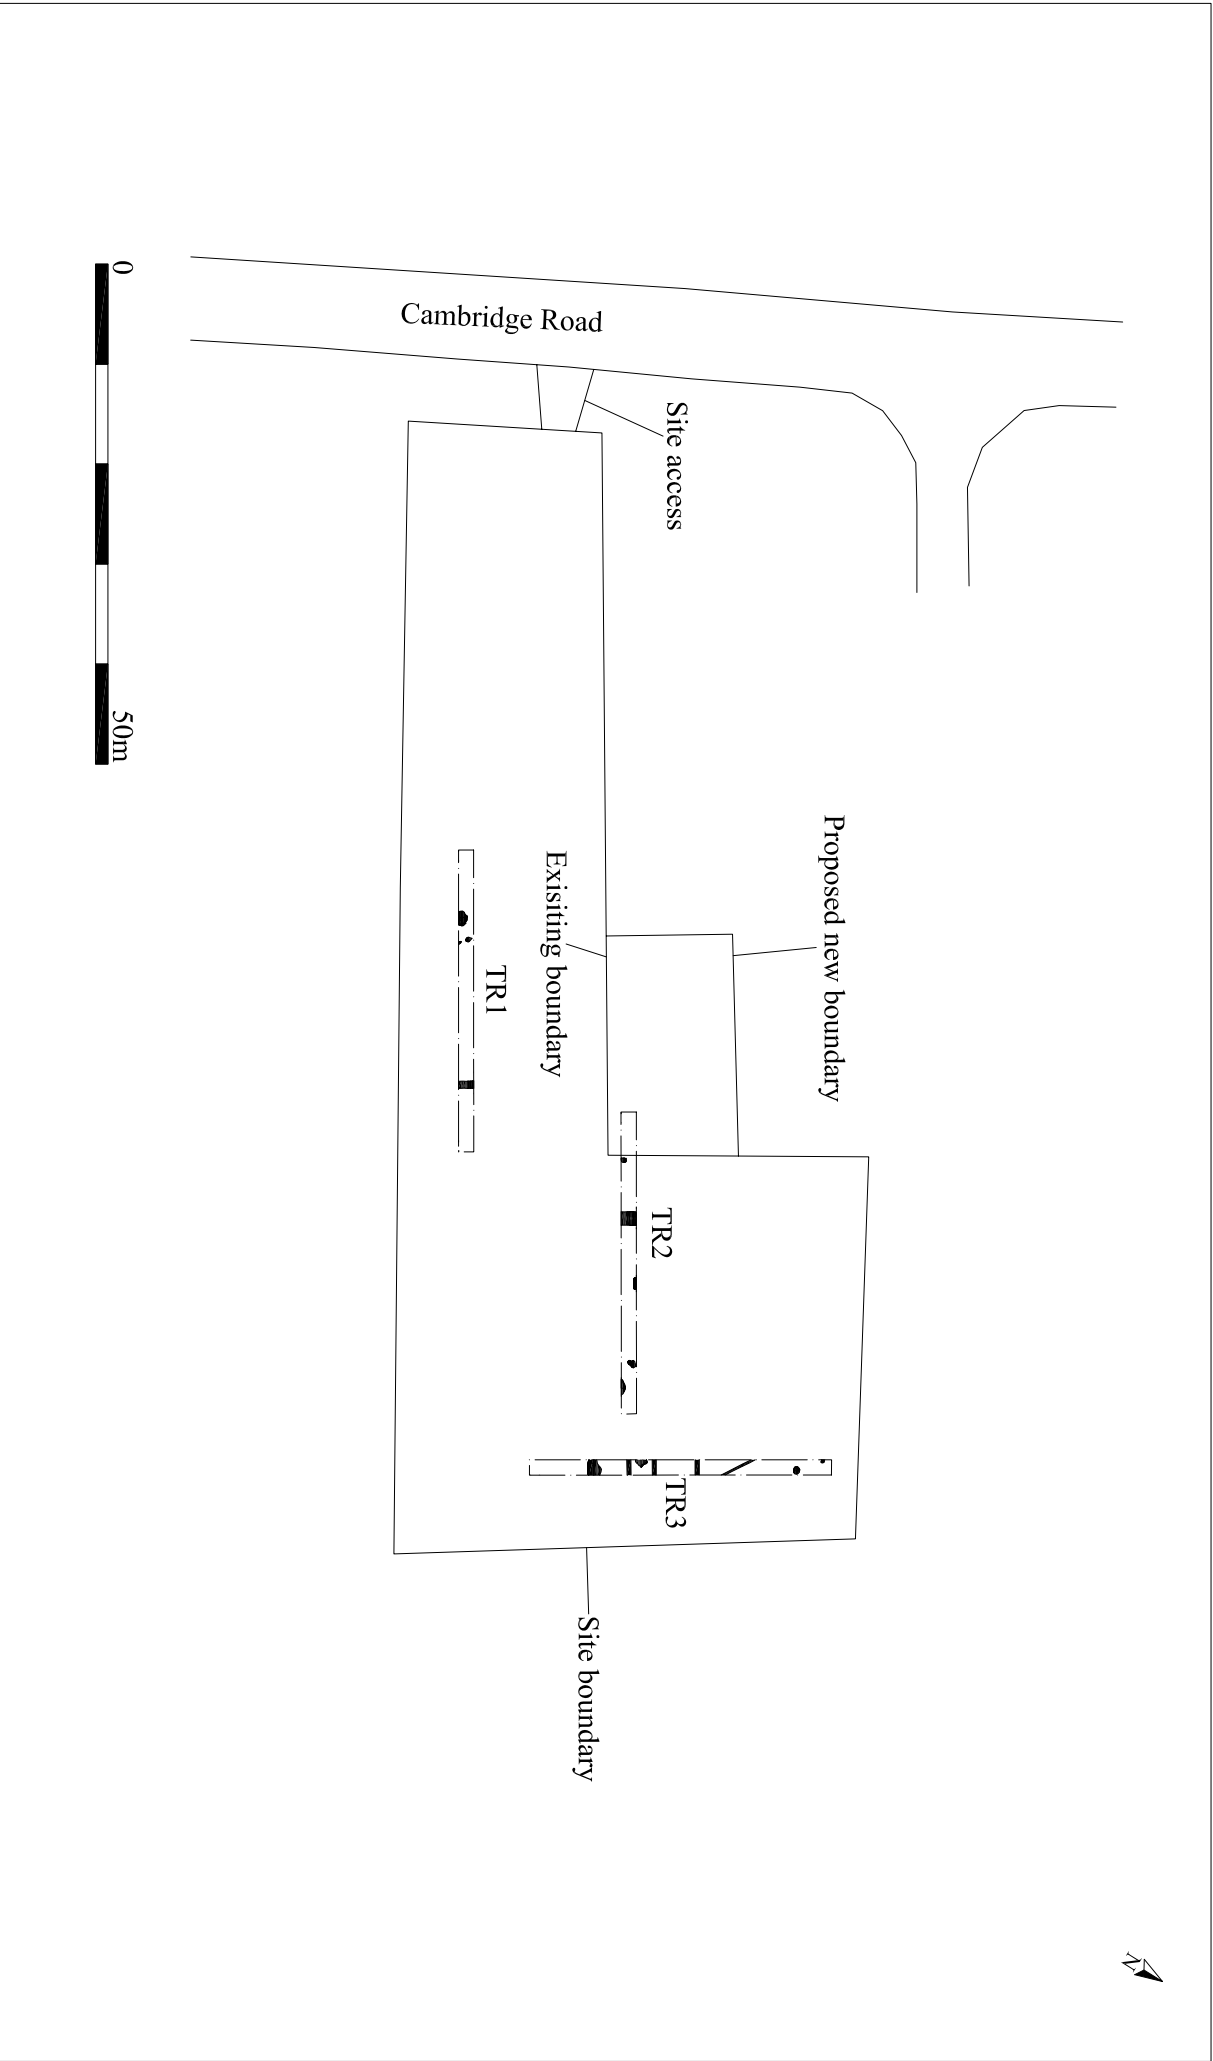 Cambridge Road
0
50m
Site access
Proposed new boundary
Exisiting boundary
TR1
TR2
TR3
Site boundary
N